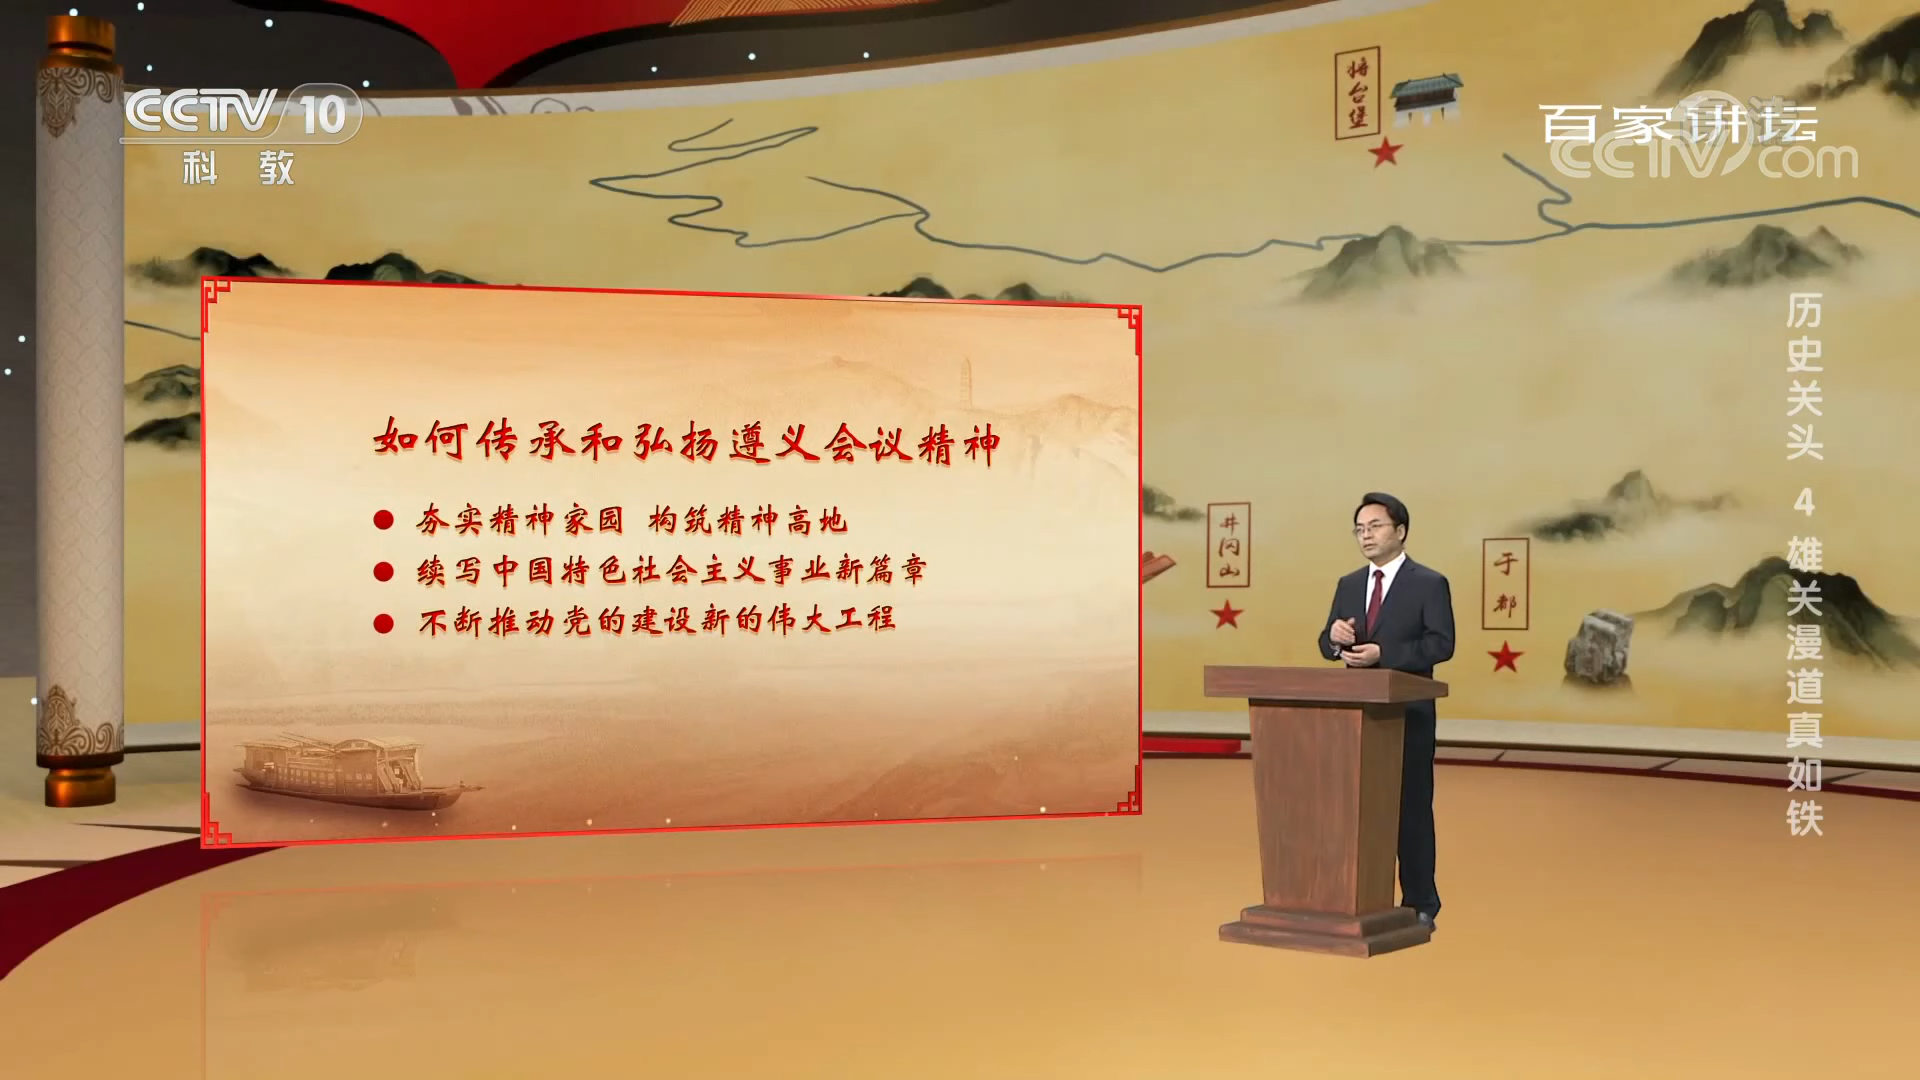 CCTV 10
科 教
百家讲坛
CCTV.com
将台堡
如何传承和弘扬遵义会议精神
夯实精神家园 构筑精神高地
续写中国特色社会主义事业新篇章
不断推动党的建设新的伟大工程
井冈山
于都
历史关头 4 雄关漫道真如铁